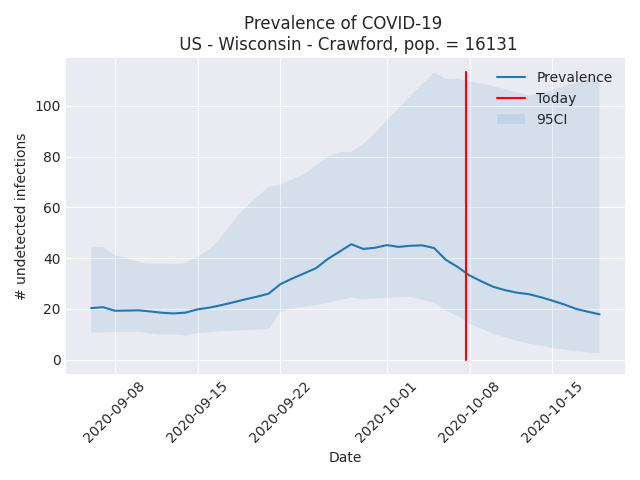 Prevalence of COVID-19
US - Wisconsin - Crawford, pop. = 16131
Prevalence
Today
95CI
# undetected infections
100
80
60
40
20
0
2020-09-08
2020-09-15
2020-09-22
2020-10-01
2020-10-08
2020-10-15
Date